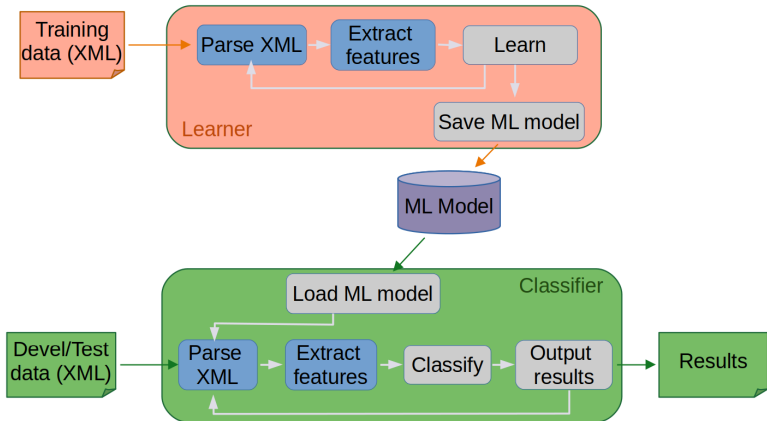 Training
data (XML)
Parse XML
Extract
features
Learn
Save ML model
Learner
ML Model
Load ML model
Classifier
Devel/Test
data (XML)
Parse
XML
Extract
features
Classify
Output
results
Results